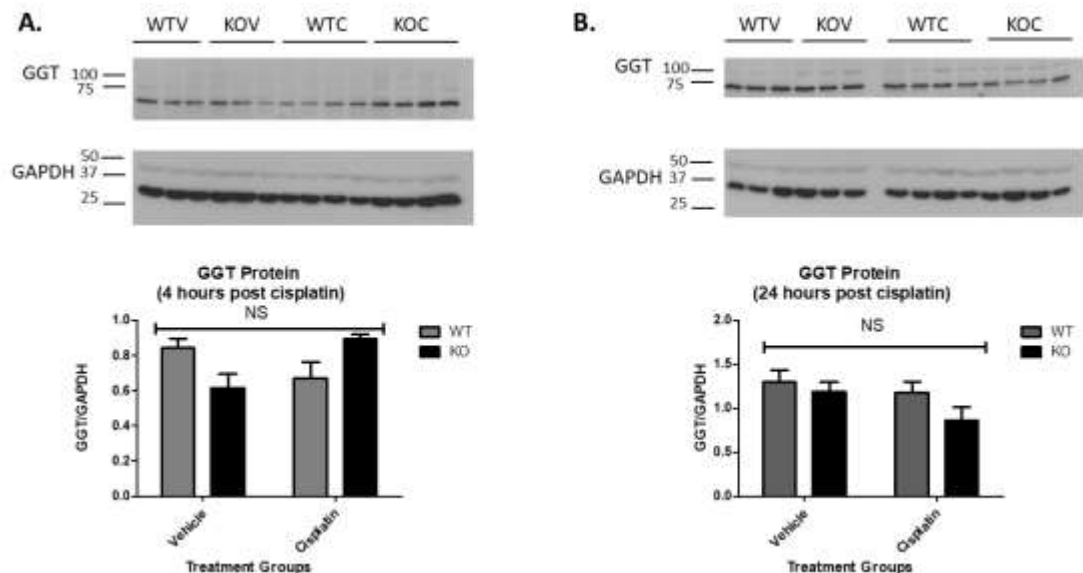 A.
WTV KOV WTC KOC
GGT
100
75
GAPDH
50
37
25
GGT Protein
(4 hours post cisplatin)
NS
WT
KO
GGT/GAPDH
1.0
0.8
0.6
0.4
0.2
0.0
Vehicle
Cisplatin
Treatment Groups
B.
WTV KOV WTC KOC
GGT
100
75
GAPDH
50
37
25
GGT Protein
(24 hours post cisplatin)
NS
WT
KO
GGT/GAPDH
2.0
1.5
1.0
0.5
0.0
Vehicle
Cisplatin
Treatment Groups